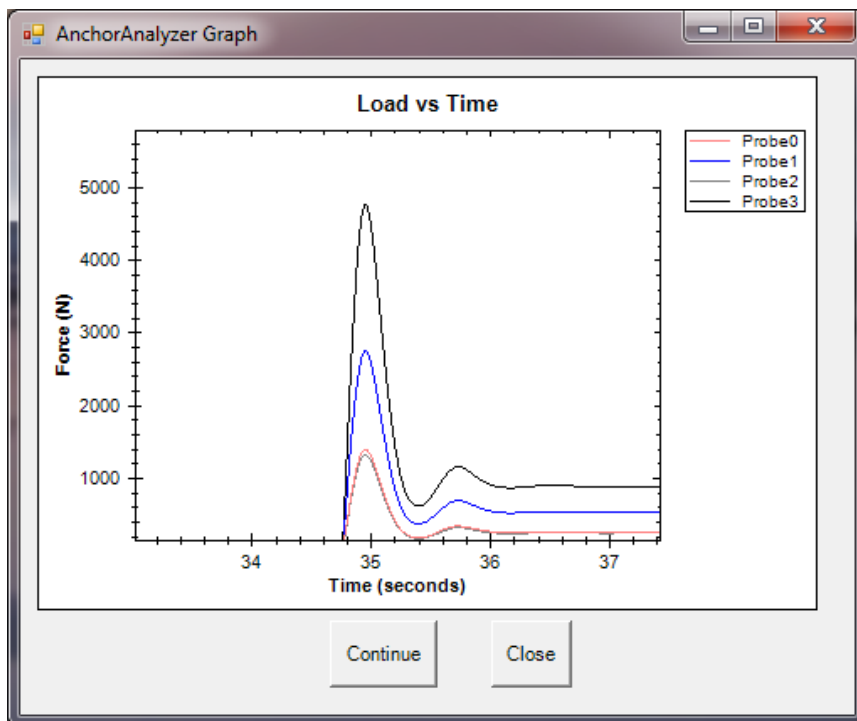 AnchorAnalyzer Graph
Load vs Time
Probe0
Probe1
Probe2
Probe3
Force (N)
5000
4000
3000
2000
1000
34 35 36 37
Time (seconds)
Continue Close